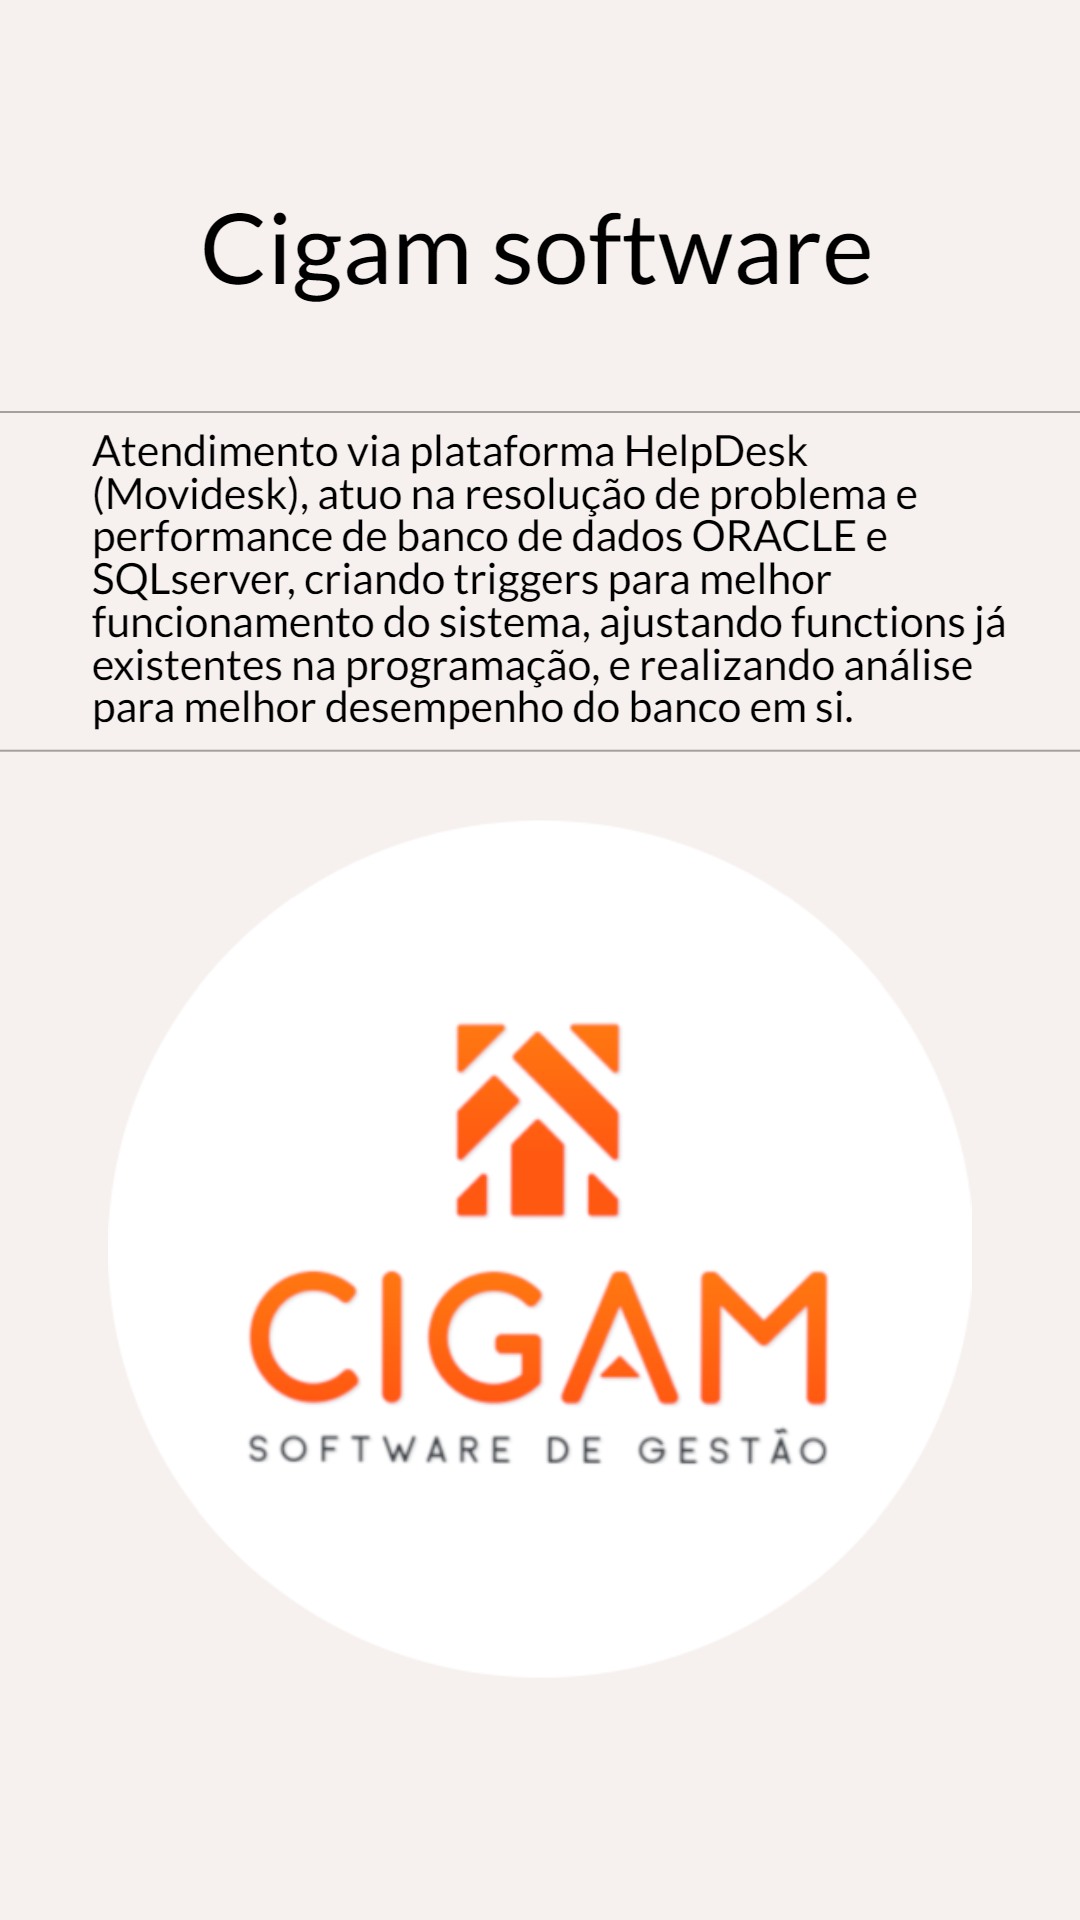 Cigam software
Atendimento via plataforma HelpDesk
(Movidesk), atuo na resolução de problema e
performance de banco de dados ORACLE e
SQLserver, criando triggers para melhor
funcionamento do sistema, ajustando functions já
existentes na programação, e realizando análise
para melhor desempenho do banco em si.
CIGAM
SOFTWARE DE GESTÃO